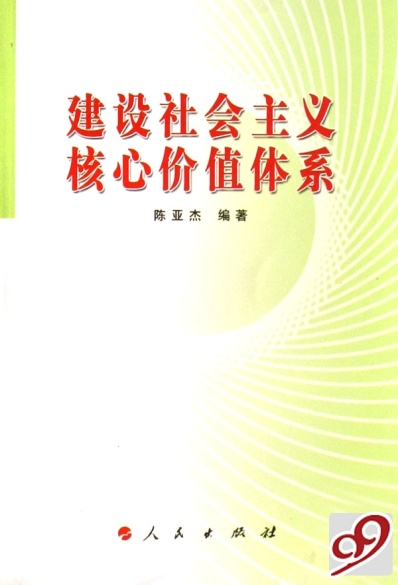 建设社会主义
核心价值体系
陈亚杰 编著
人民出版社
99